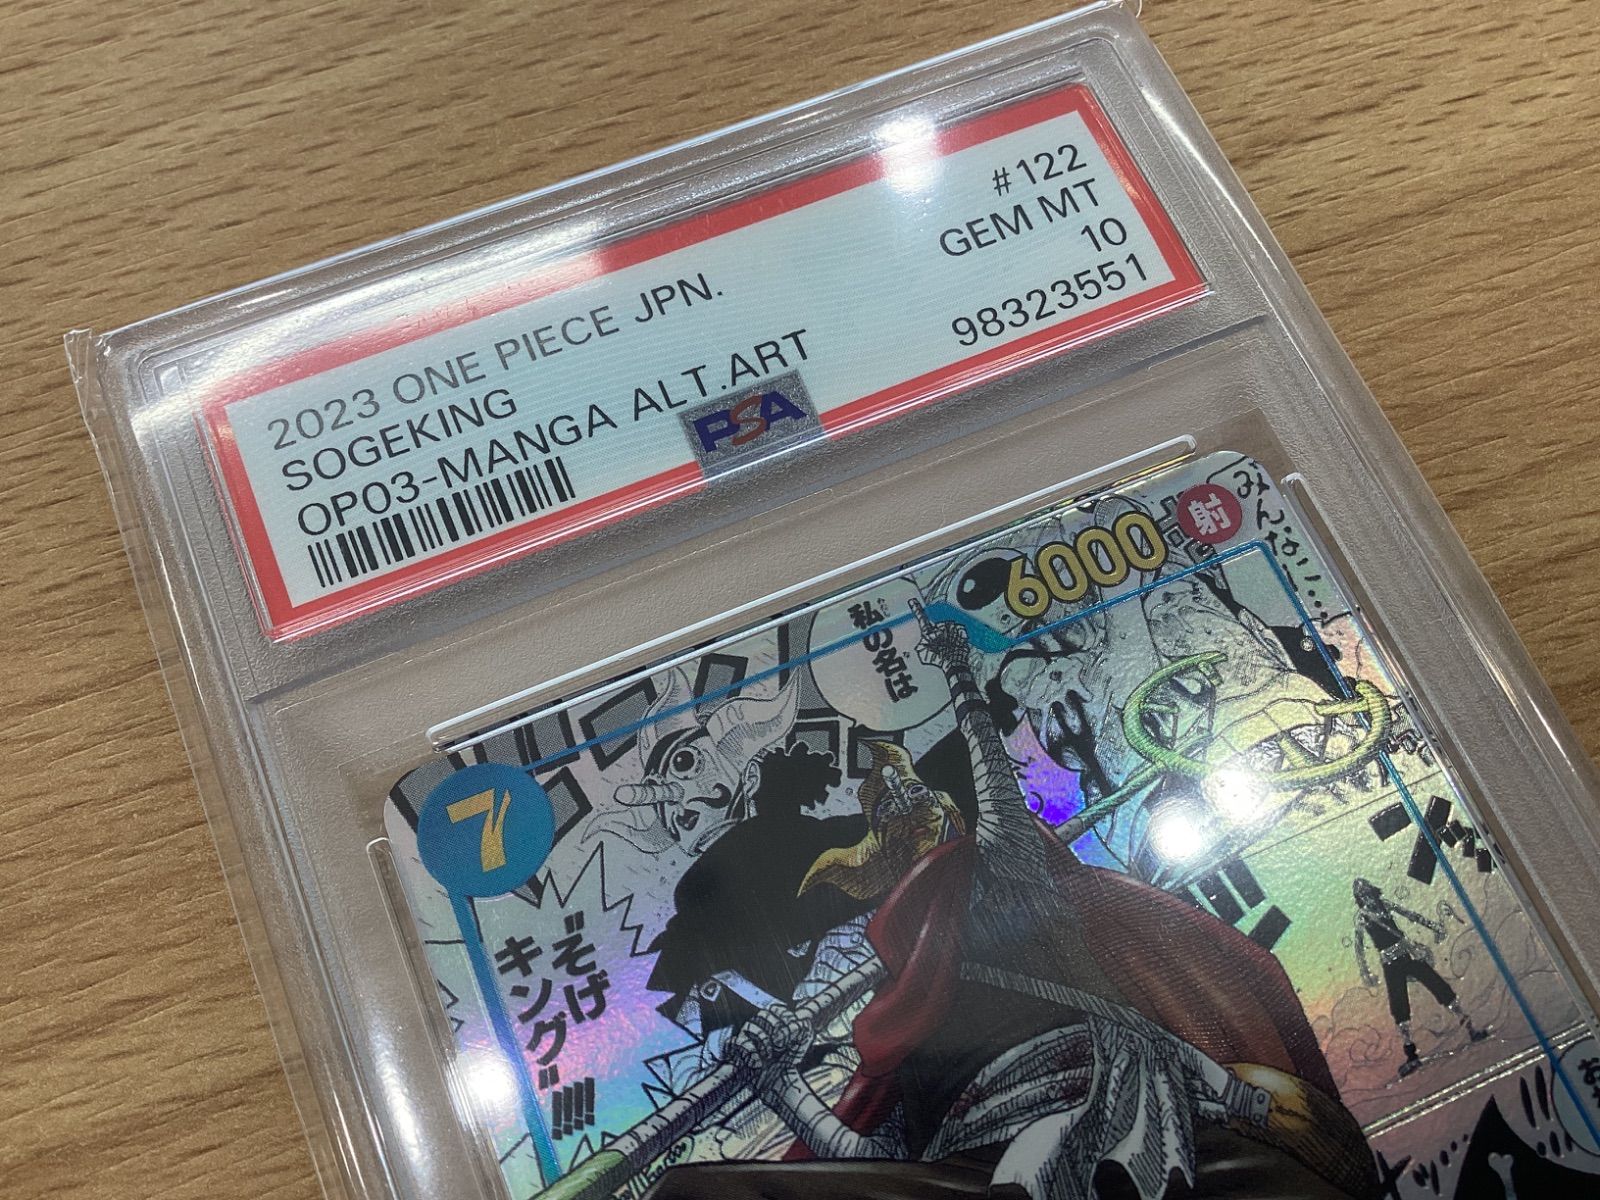 2023 ONE PIECE JPN.
#122
SOGEKING
GEM MT
OP03-MANGA ALT.ART
10
98323551
PSA
7
6000
射
みんな…
私の名は
"そげ
キング"!!!!